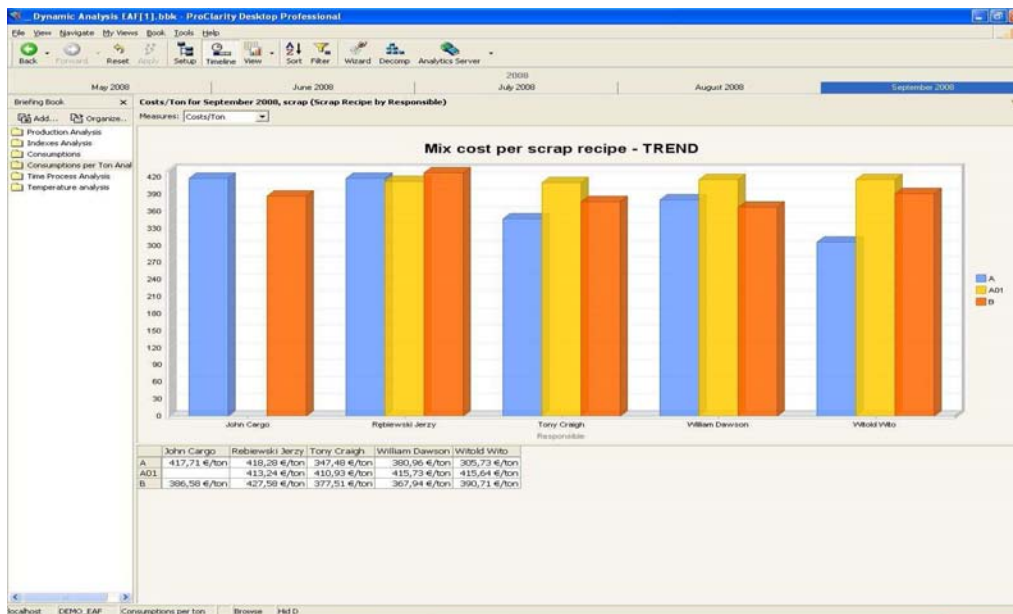 Dynamic Analysis EAF[1].bbk - ProClarity Desktop Professional
File View Navigate My Views Book Tools Help
Back Forward Reset Apply Setup Timeline View Sort Filter Wizard Decomp Analytics Server
2008
May 2008 June 2008 July 2008 August 2008 September 2008
Briefing Book
Add... Organize...
Production Analysis
Indexes Analysis
Consumptions
Consumptions per Ton Anal
Time Process Analysis
Temperature analysis
Costs/Ton for September 2008, scrap (Scrap Recipe by Responsible)
Measures: Costs/Ton
Mix cost per scrap recipe - TREND
420
390
360
330
300
270
240
210
180
150
120
90
60
30
0
John Cargo Rębiewski Jerzy Tony Craigh William Dawson Witold Wito
Responsible
A
A01
B
John Cargo Rębiewski Jerzy Tony Craigh William Dawson Witold Wito
A 417,71 €/ton 418,28 €/ton 347,48 €/ton 380,96 €/ton 305,73 €/ton
A01 413,24 €/ton 410,93 €/ton 415,73 €/ton 415,64 €/ton
B 386,58 €/ton 427,58 €/ton 377,51 €/ton 367,94 €/ton 390,71 €/ton
localhost DEMO_EAF Consumptions per ton Browse Hid D